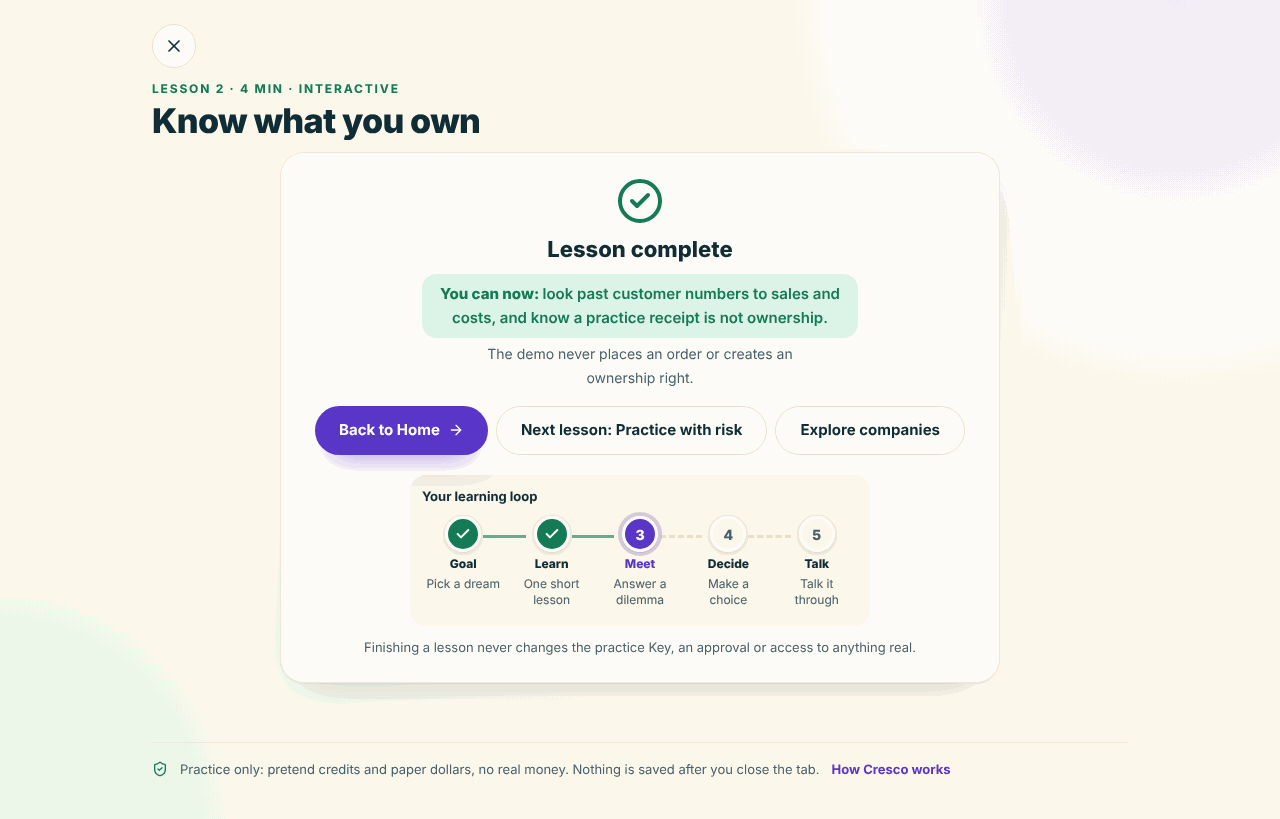 LESSON 2 · 4 MIN · INTERACTIVE
Know what you own
Lesson complete
You can now: look past customer numbers to sales and
costs, and know a practice receipt is not ownership.
The demo never places an order or creates an
ownership right.
Back to Home
Next lesson: Practice with risk
Explore companies
Your learning loop
3
4
5
Goal
Learn
Meet
Decide
Talk
Pick a dream
One short
lesson
Answer a
dilemma
Make a
choice
Talk it
through
Finishing a lesson never changes the practice Key, an approval or access to anything real.
Practice only: pretend credits and paper dollars, no real money. Nothing is saved after you close the tab.
How Cresco works